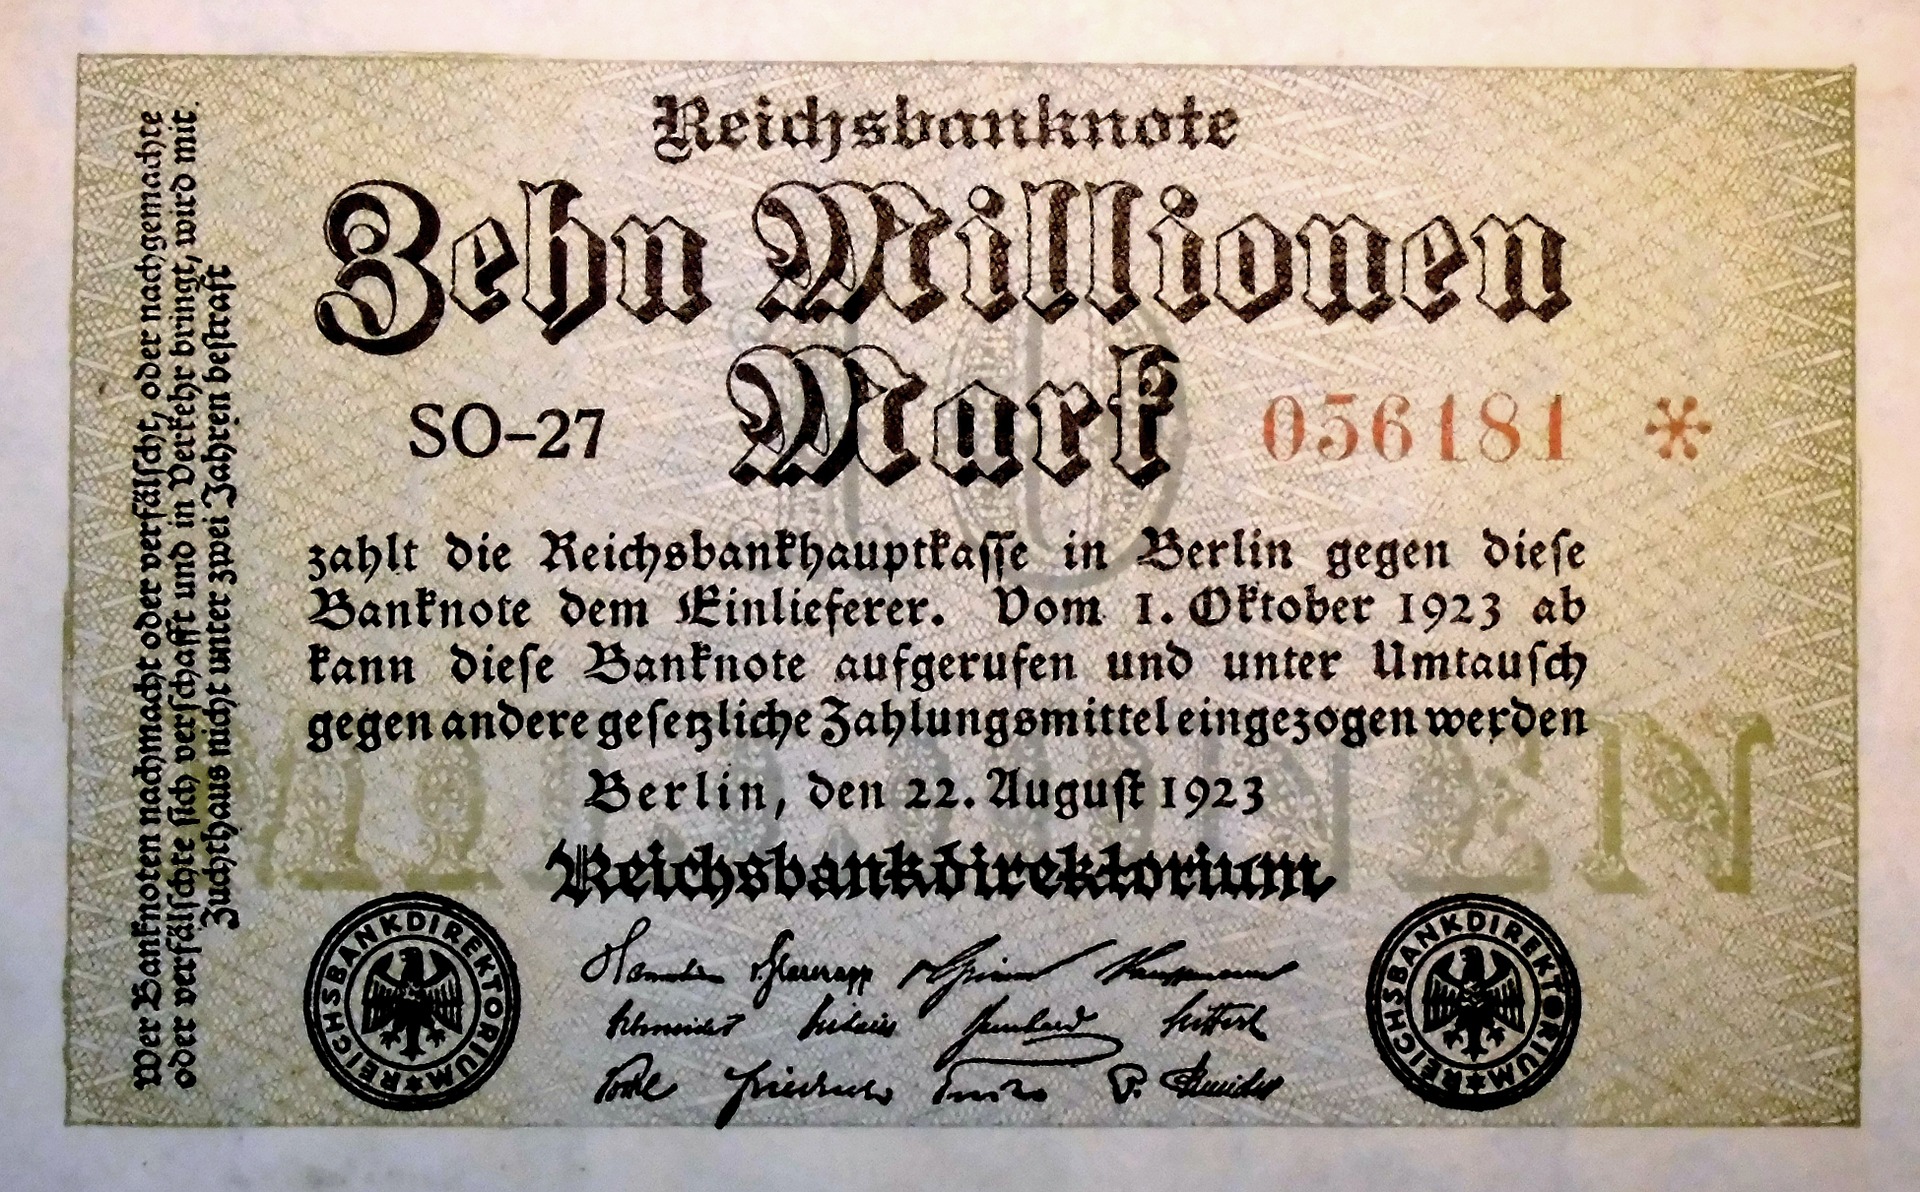 Reichsbanknote
Zehn Millionen
Mark
SO-27
056181 *
zahlt die Reichsbankhauptkasse in Berlin gegen diese
Banknote dem Einlieferer. Vom 1. Oktober 1923 ab
kann diese Banknote aufgerufen und unter Umtausch
gegen andere gesetzliche Zahlungsmittel eingezogen werden
Berlin, den 22. August 1923
Reichsbankdirektorium
Wer Banknoten nachmacht oder verfälscht, oder nachgemachte
oder verfälschte sich verschafft und in Verkehr bringt, wird mit
Zuchthaus nicht unter zwei Jahren bestraft
REICHSBANKDIREKTORIUM
REICHSBANKDIREKTORIUM
10
MILLIONEN